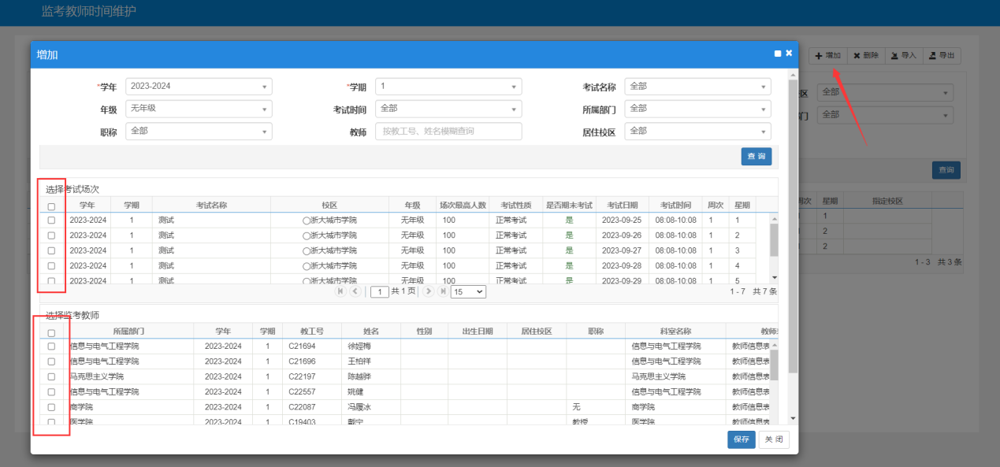 监考教师时间维护
增加
增加 删除 导入 导出
*学年 2023-2024 *学期 1 考试名称 全部
区 全部
年级 无年级 考试时间 全部 所属部门 全部
门 全部
职称 全部 教师 按教工号、姓名模糊查询 居住校区 全部
查 询
查询
选择考试场次
学年 学期 考试名称 校区 年级 场次最高人数 考试性质 是否期末考试 考试日期 考试时间 周次 星期
周次 星期 指定校区
2023-2024 1 测试 浙大城市学院 无年级 100 正常考试 是 2023-09-25 08:08-10:08 1 1
1
2023-2024 1 测试 浙大城市学院 无年级 100 正常考试 是 2023-09-26 08:08-10:08 1 2
2
2023-2024 1 测试 浙大城市学院 无年级 100 正常考试 是 2023-09-27 08:08-10:08 1 3
2
2023-2024 1 测试 浙大城市学院 无年级 100 正常考试 是 2023-09-28 08:08-10:08 1 4
1 - 3 共 3 条
2023-2024 1 测试 浙大城市学院 无年级 100 正常考试 是 2023-09-29 08:08-10:08 1 5
1 共 1 页 15 1 - 7 共 7 条
选择监考教师
所属部门 学年 学期 教工号 姓名 性别 出生日期 居住校区 职称 科室名称 教师
信息与电气工程学院 2023-2024 1 C21694 徐娅梅 信息与电气工程学院 教师信息表
信息与电气工程学院 2023-2024 1 C21696 王柏祥 信息与电气工程学院 教师信息表
马克思主义学院 2023-2024 1 C22197 陈越骅 马克思主义学院 教师信息表
信息与电气工程学院 2023-2024 1 C22557 姚健 信息与电气工程学院 教师信息表
商学院 2023-2024 1 C22087 冯履冰 无 商学院 教师信息表
医学院 2023-2024 1 C19403 戴宁 教授 医学院 教师信息表
保存 关 闭